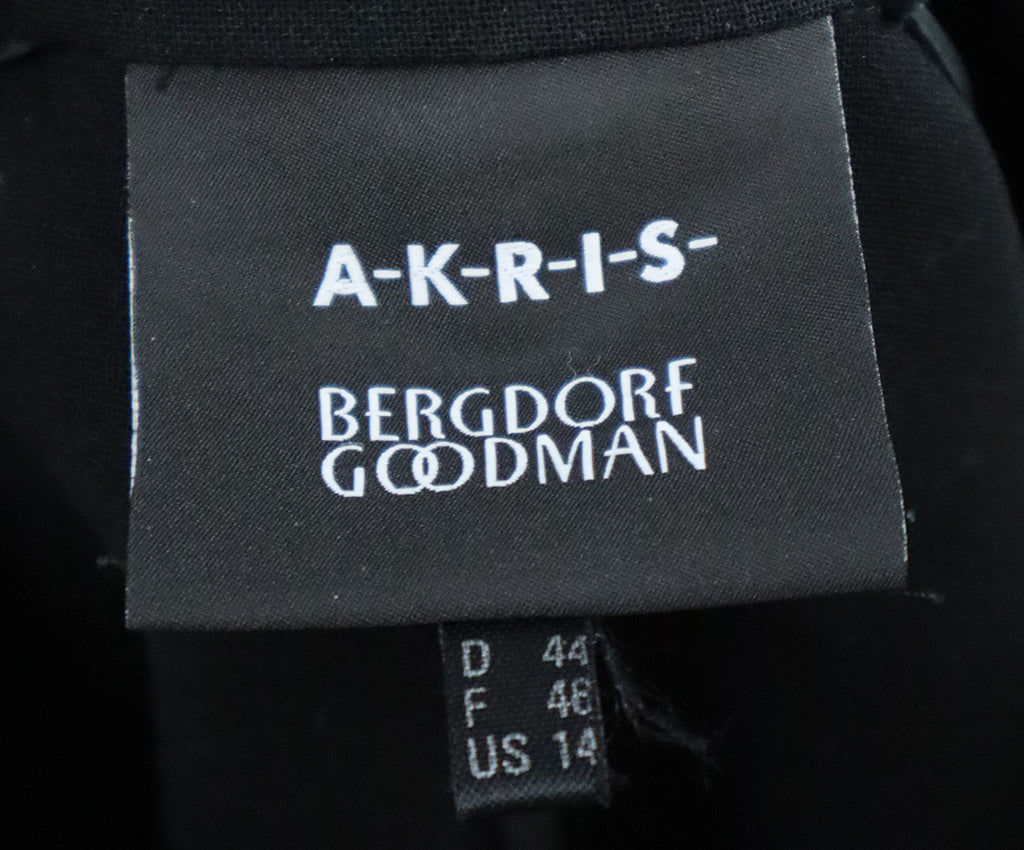 A-K-R-I-S-
BERGDORF
GOODMAN
D 44
F 46
US 14